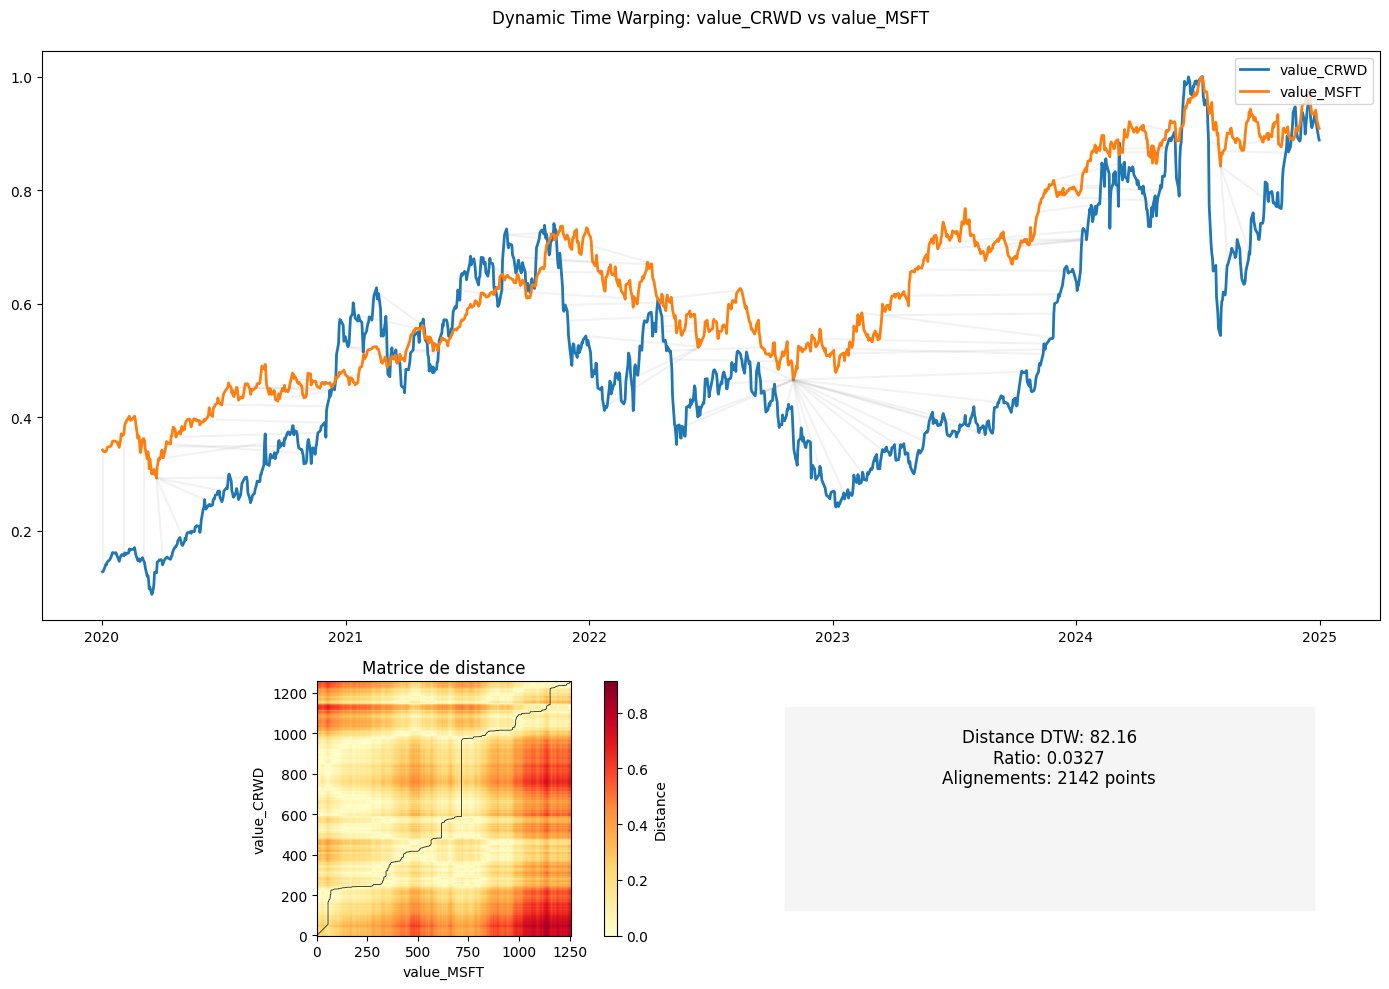 Dynamic Time Warping: value_CRWD vs value_MSFT
value_CRWD
value_MSFT
1.0
0.8
0.6
0.4
0.2
2020 2021 2022 2023 2024 2025
Matrice de distance
value_CRWD
1200
1000
800
600
400
200
0
0 250 500 750 1000 1250
value_MSFT
0.8
0.6
0.4
0.2
0.0
Distance
Distance DTW: 82.16
Ratio: 0.0327
Alignements: 2142 points